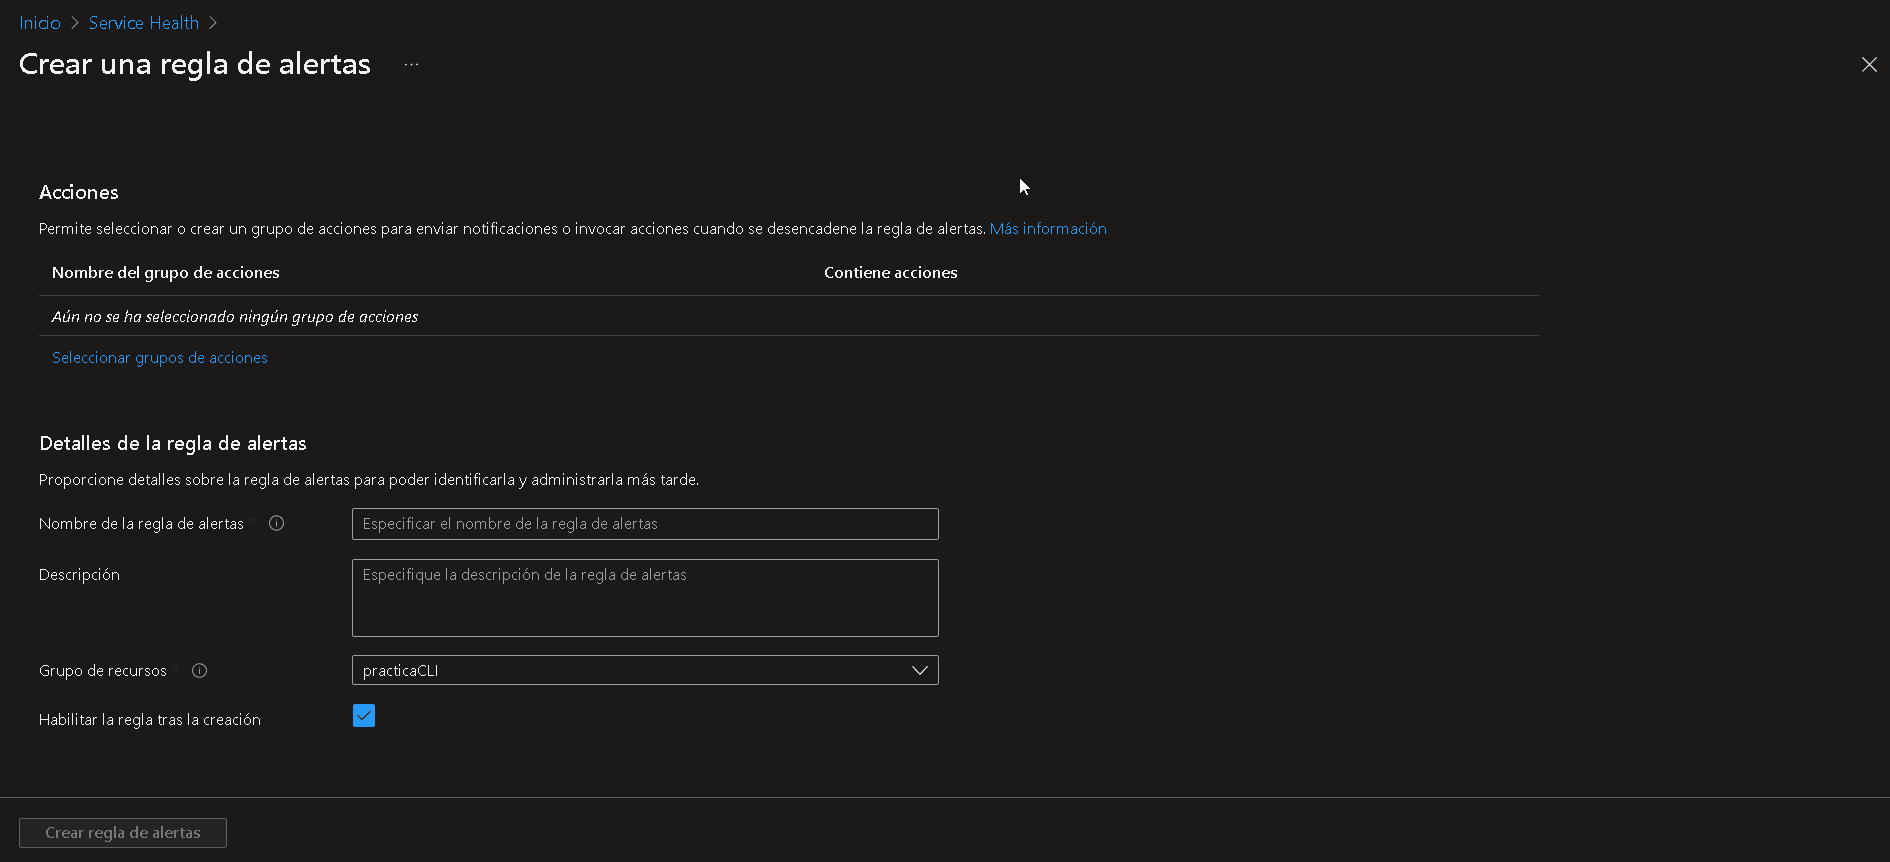 Inicio > Service Health >
Crear una regla de alertas ...
Acciones
Permite seleccionar o crear un grupo de acciones para enviar notificaciones o invocar acciones cuando se desencadene la regla de alertas. Más información
Nombre del grupo de acciones Contiene acciones
Aún no se ha seleccionado ningún grupo de acciones
Seleccionar grupos de acciones
Detalles de la regla de alertas
Proporcione detalles sobre la regla de alertas para poder identificarla y administrarla más tarde.
Nombre de la regla de alertas * Especificar el nombre de la regla de alertas
Descripción Especifique la descripción de la regla de alertas
Grupo de recursos * practicaCLI
Habilitar la regla tras la creación
Crear regla de alertas